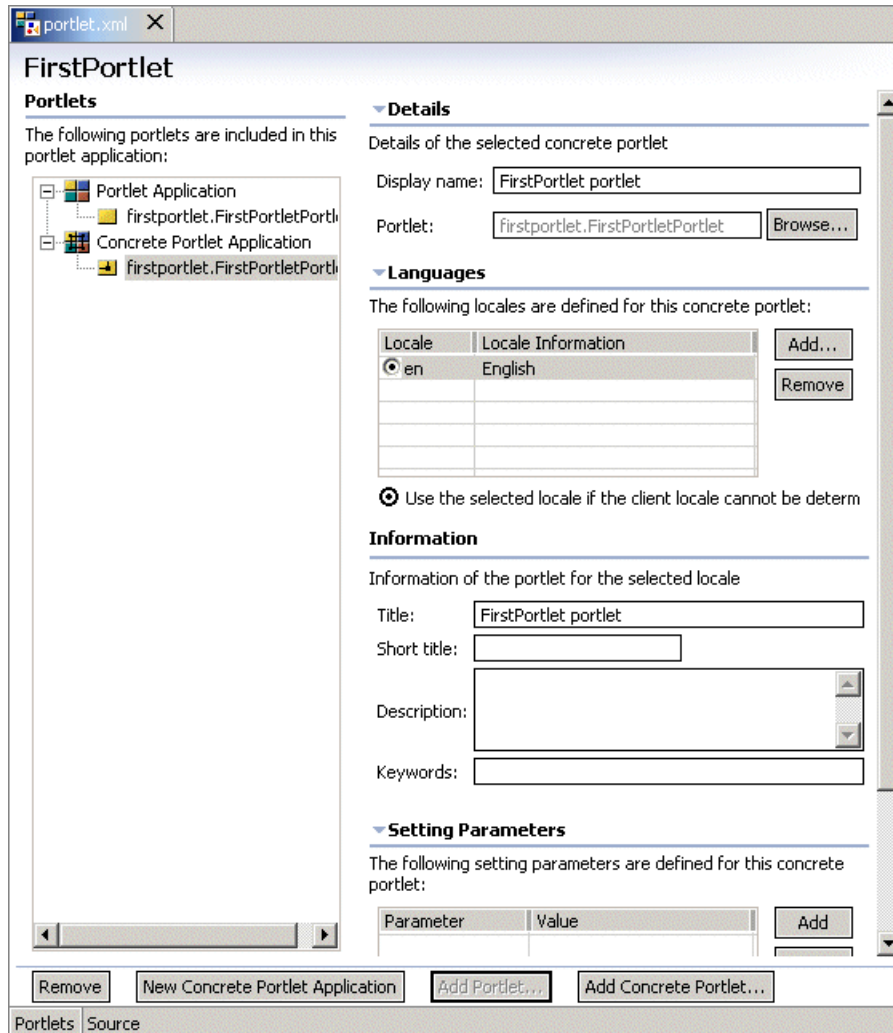 portlet.xml
FirstPortlet
Portlets
The following portlets are included in this
portlet application:
Portlet Application
firstportlet.FirstPortletPortl
Concrete Portlet Application
firstportlet.FirstPortletPortl
Details
Details of the selected concrete portlet
Display name: FirstPortlet portlet
Portlet: firstportlet.FirstPortletPortlet Browse...
Languages
The following locales are defined for this concrete portlet:
Locale Locale Information Add...
en English
Remove
Use the selected locale if the client locale cannot be determ
Information
Information of the portlet for the selected locale
Title: FirstPortlet portlet
Short title:
Description:
Keywords:
Setting Parameters
The following setting parameters are defined for this concrete
portlet:
Parameter Value Add
Remove New Concrete Portlet Application Add Portlet... Add Concrete Portlet...
Portlets Source